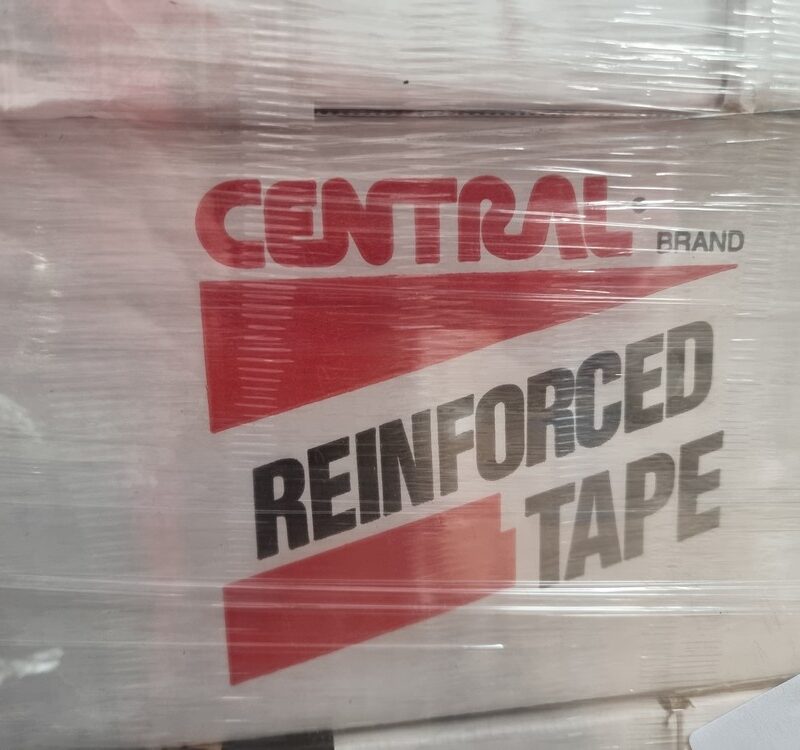 CENTRAL
BRAND
REINFORCED
TAPE